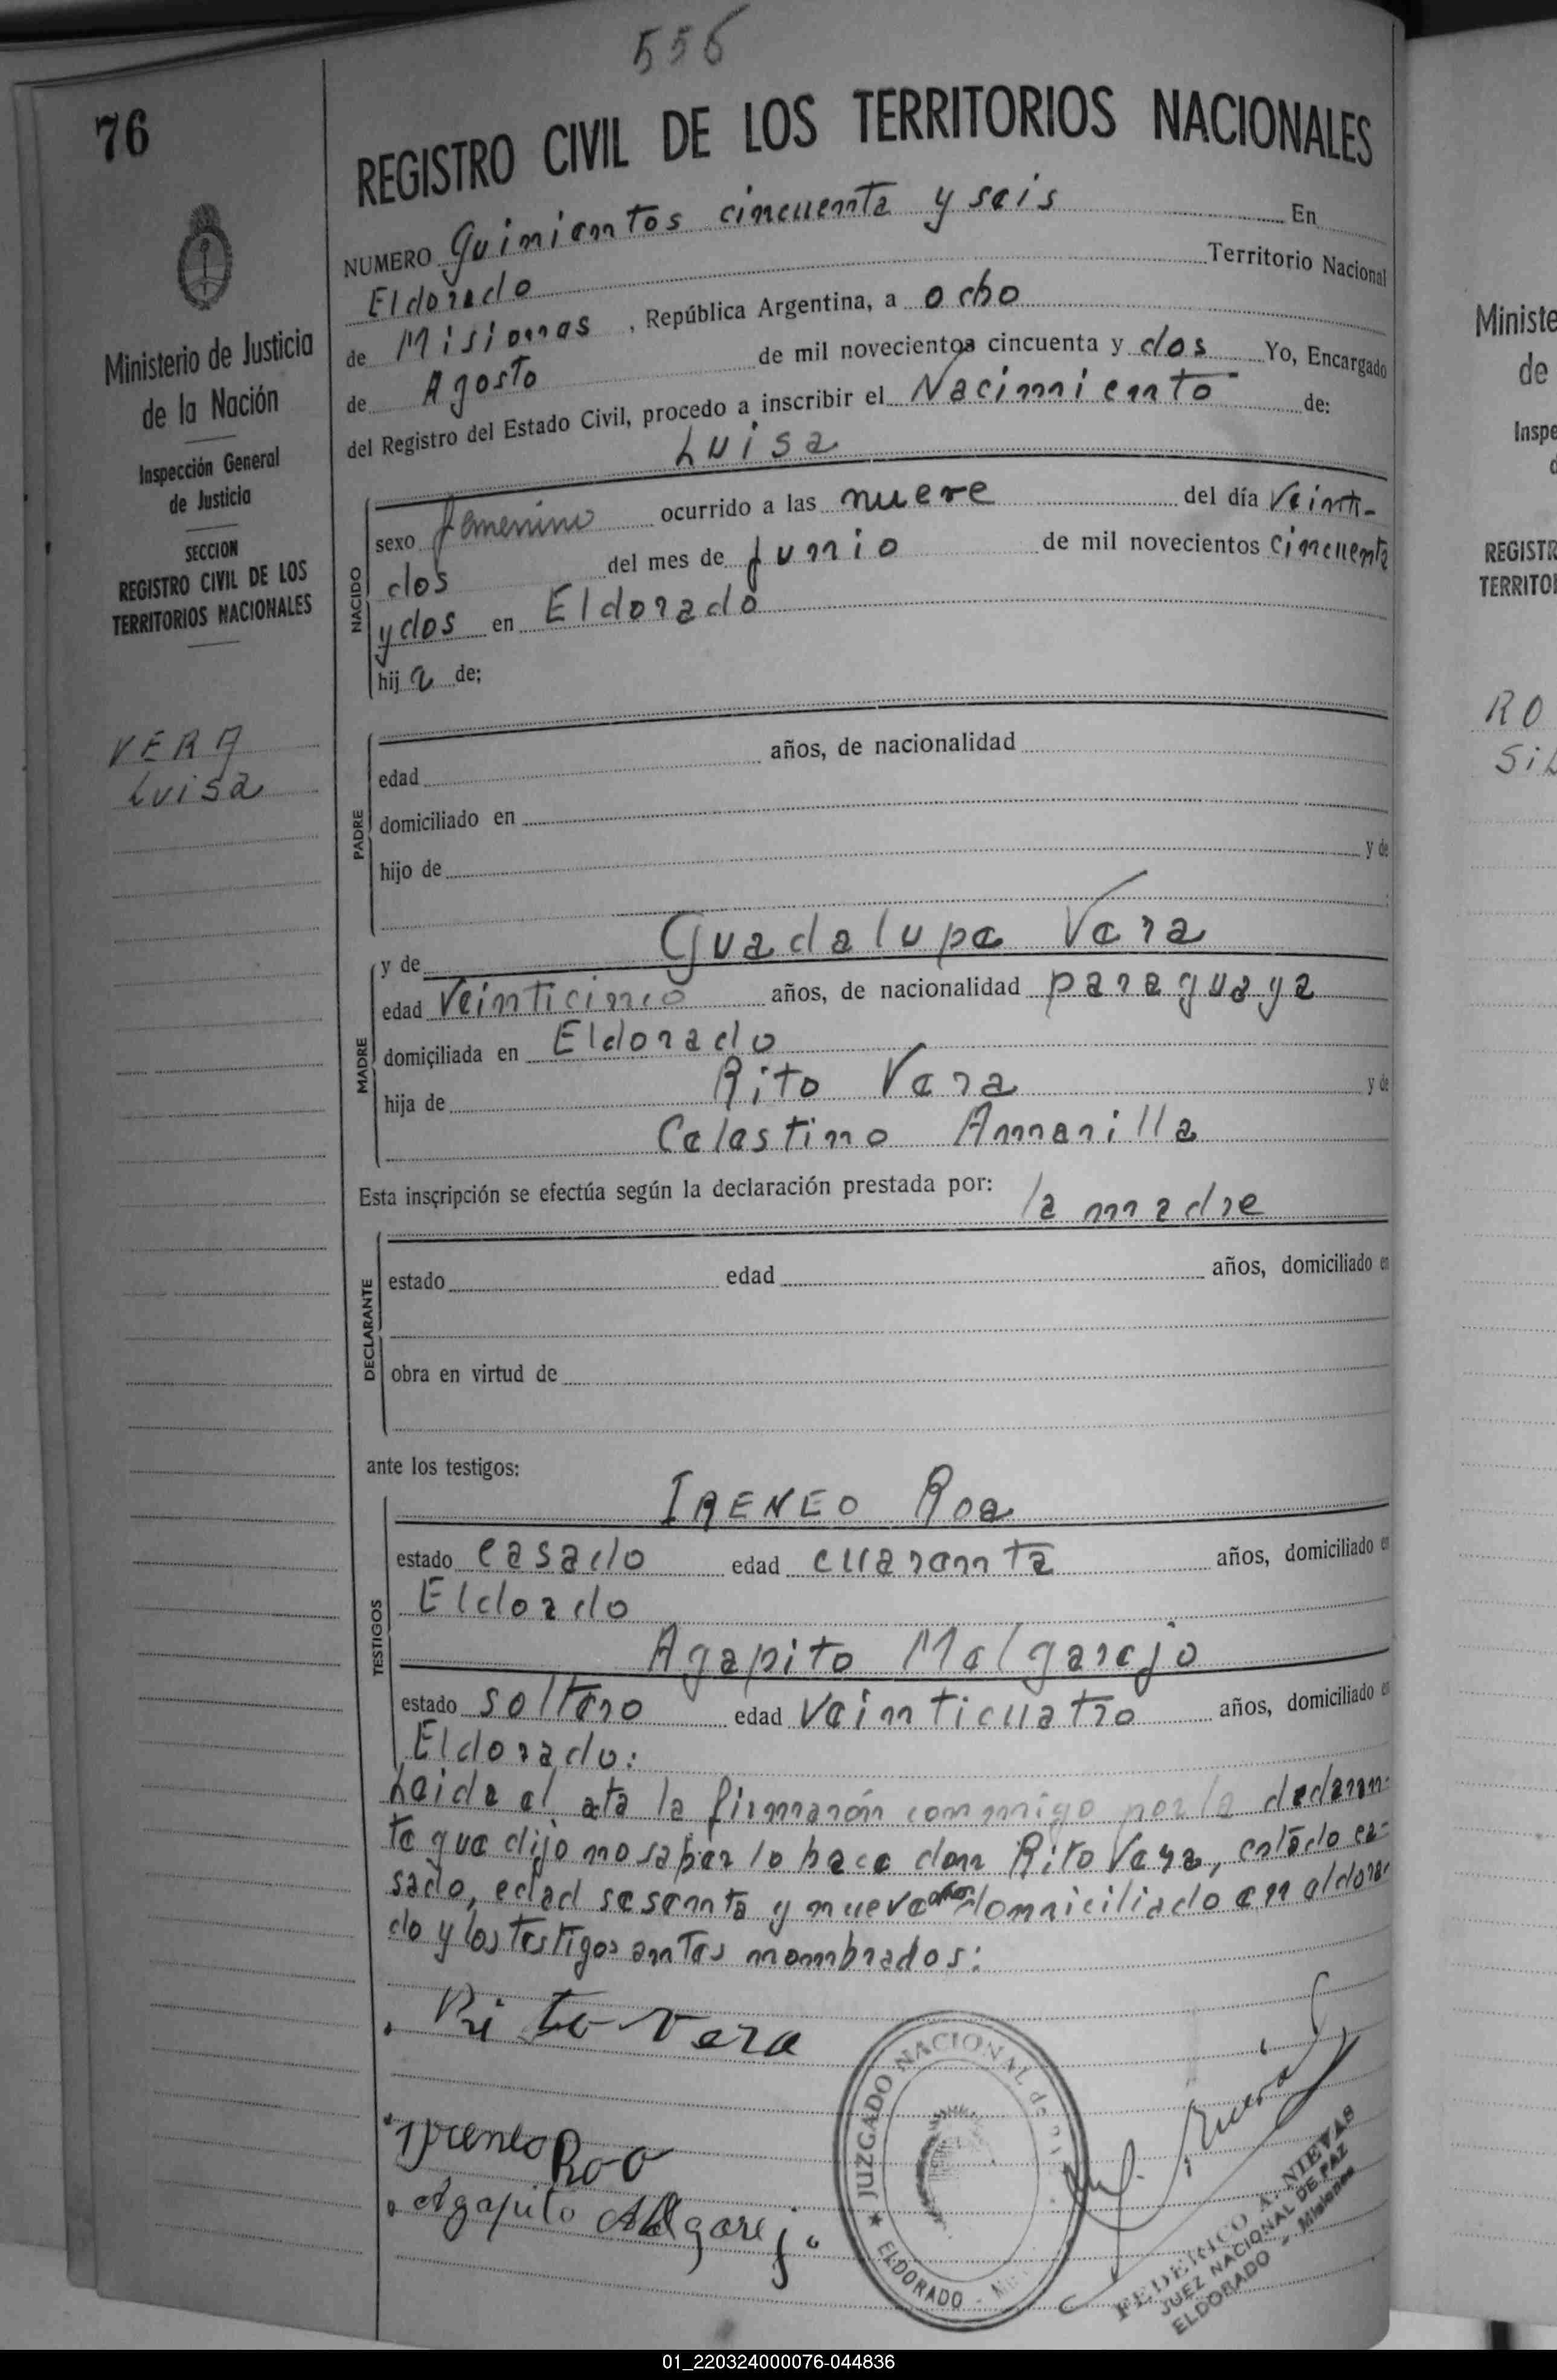 556
76
REGISTRO CIVIL DE LOS TERRITORIOS NACIONALES
NUMERO Quinientos cincuenta y seis En
Eldorado Territorio Nacional
de Misiones, República Argentina, a ocho
de Agosto de mil novecientos cincuenta y dos Yo, Encargado
del Registro del Estado Civil, procedo a inscribir el Nacimiento de:
Luisa
Ministerio de Justicia
de la Nación
Inspección General
de Justicia
SECCION
REGISTRO CIVIL DE LOS
TERRITORIOS NACIONALES
VERA
Luisa
NACIDO
sexo femenino ocurrido a las nueve del día Veinti-
dos del mes de Junio de mil novecientos cincuenta
y dos en Eldorado
hija de;
PADRE
edad años, de nacionalidad
domiciliado en
hijo de y de
MADRE
y de Guadalupe Vera
edad Veinticinco años, de nacionalidad paraguaya
domiciliada en Eldorado
hija de Rito Vera y de
Celestino Amarilla
Esta inscripción se efectúa según la declaración prestada por: la madre
DECLARANTE
estado edad años, domiciliado en
obra en virtud de
ante los testigos:
TESTIGOS
IRENEO Roa
estado casado edad cuarenta años, domiciliado e
Eldorado
Agapito Melgarejo
estado soltero edad veinticuatro años, domiciliado e
Eldorado:
Leida el ata la firmarón conmigo por la declaran-
te que dijo no saber lo hace don Rito Vera, estado ca-
sado, edad sesenta y nueve años domiciliado en eldora-
do y los testigos antes nombrados:
Rito Vera
Yreneo Roa
Agapito Melgarejo
JUZGADO NACIONAL de
ELDORADO
FEDERICO A. NIEVAS
JUEZ NACIONAL DE PAZ
ELDORADO - Misiones
Ministe
de
Inspe
d
REGISTR
TERRITO
RO
SiL
01_220324000076-044836